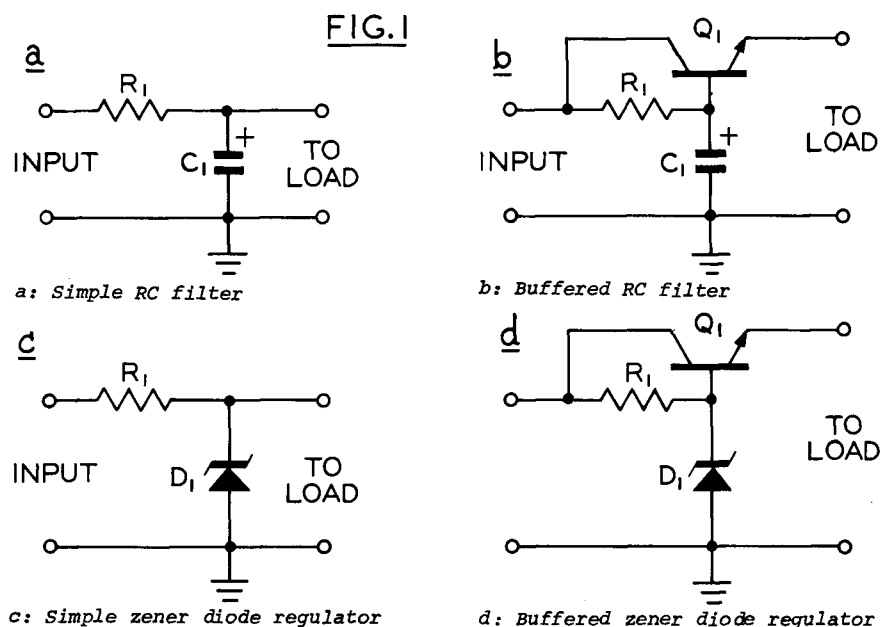 FIG.1
a
R1
+
INPUT
C1
TO
LOAD
a: Simple RC filter
b
Q1
R1
+
INPUT
C1
TO
LOAD
b: Buffered RC filter
c
R1
INPUT
D1
TO
LOAD
c: Simple zener diode regulator
d
Q1
R1
D1
TO
LOAD
d: Buffered zener diode regulator